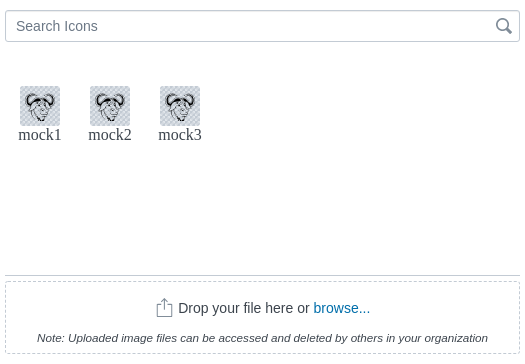 Search Icons
mock1 mock2 mock3
Drop your file here or browse...
Note: Uploaded image files can be accessed and deleted by others in your organization